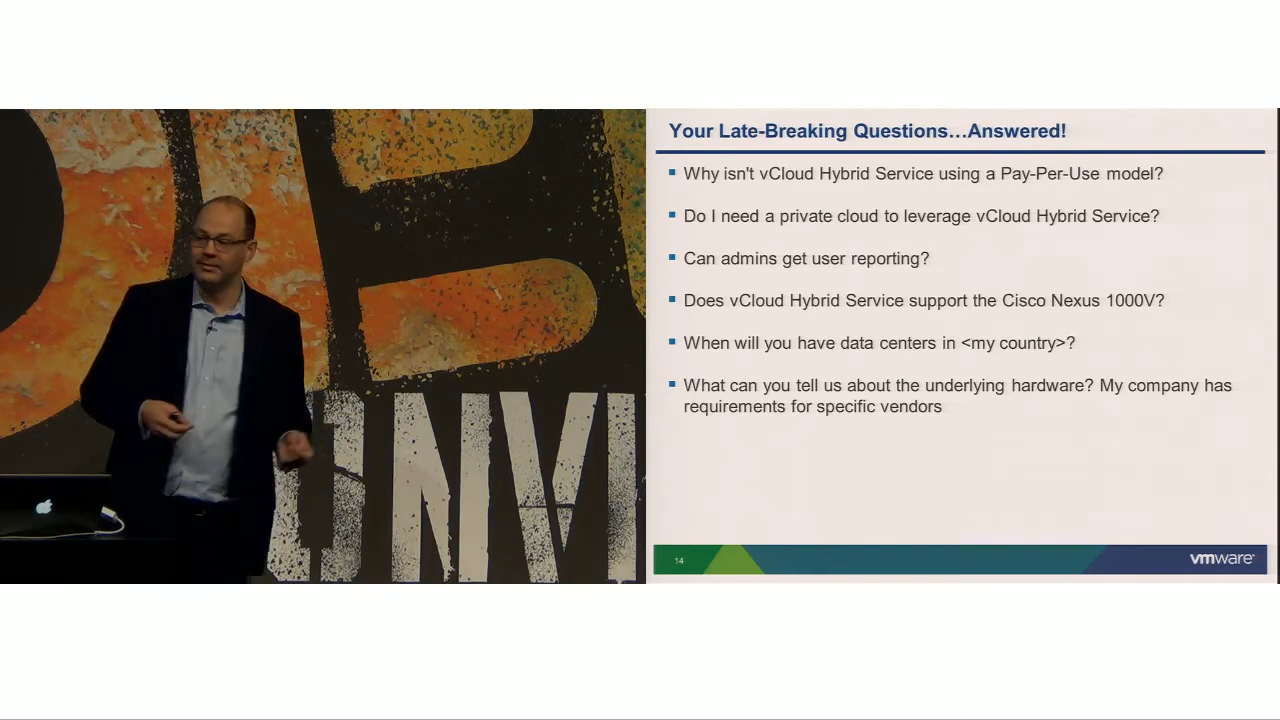 Your Late-Breaking Questions…Answered!
Why isn't vCloud Hybrid Service using a Pay-Per-Use model?
Do I need a private cloud to leverage vCloud Hybrid Service?
Can admins get user reporting?
Does vCloud Hybrid Service support the Cisco Nexus 1000V?
When will you have data centers in <my country>?
What can you tell us about the underlying hardware? My company has
requirements for specific vendors
14
vmware